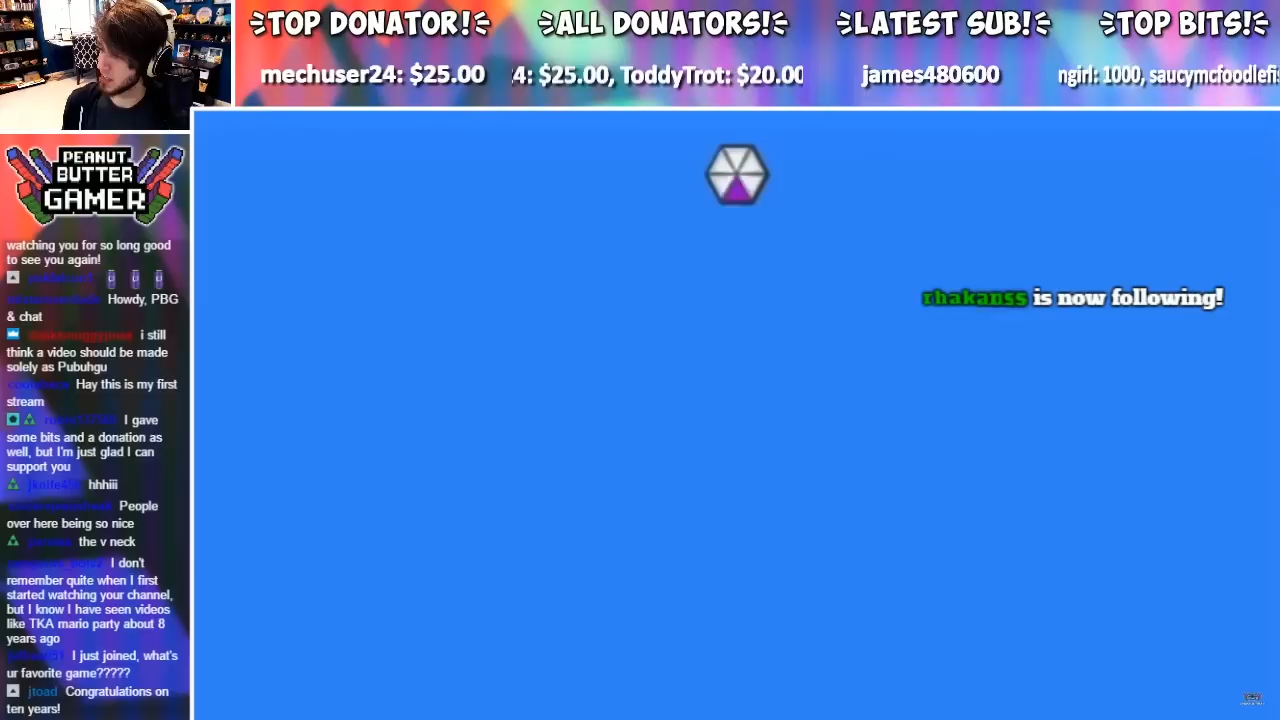 TOP DONATOR!
ALL DONATORS!
LATEST SUB!
TOP BITS!
mechuser24: $25.00
4: $25.00, ToddyTrot: $20.00
james480600
ngirl: 1000, saucymcfoodlefi
PEANUT
BUTTER
GAMER
rhakanss is now following!
watching you for so long good
to see you again!
Howdy, PBG
& chat
i still
think a video should be made
solely as Pubuhgu
Hay this is my first
stream
I gave
some bits and a donation as
well, but I'm just glad I can
support you
hhhiii
People
over here being so nice
the v neck
I don't
remember quite when I first
started watching your channel,
but I know I have seen videos
like TKA mario party about 8
years ago
I just joined, what's
ur favorite game?????
jtoad Congratulations on
ten years!